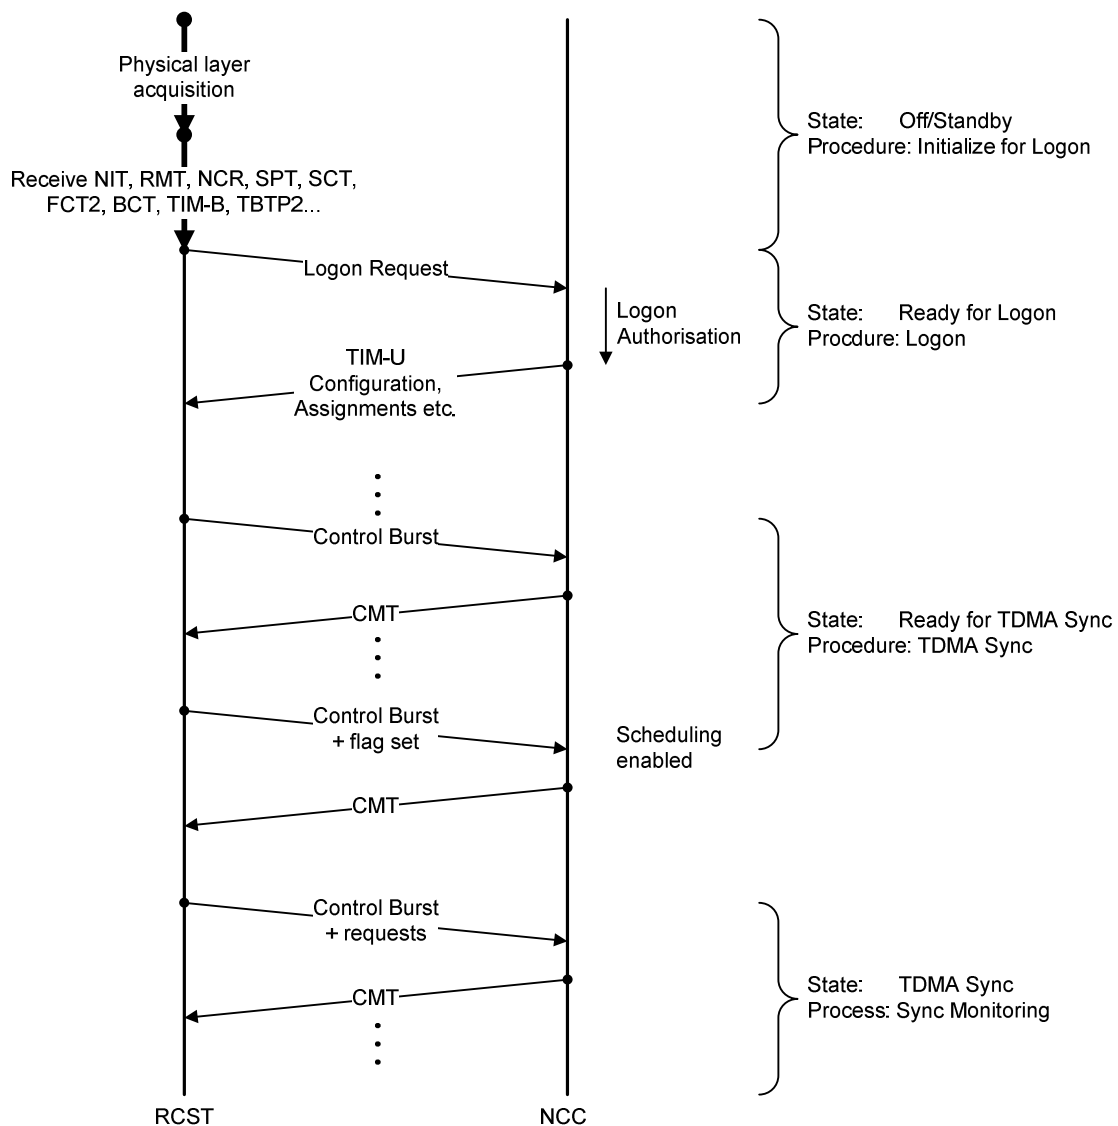 Physical layer
acquisition
State: Off/Standby
Procedure: Initialize for Logon
Receive NIT, RMT, NCR, SPT, SCT,
FCT2, BCT, TIM-B, TBTP2...
Logon Request
Logon
Authorisation
State: Ready for Logon
Procdure: Logon
TIM-U
Configuration,
Assignments etc.
Control Burst
CMT
State: Ready for TDMA Sync
Procedure: TDMA Sync
Control Burst
+ flag set
Scheduling
enabled
CMT
Control Burst
+ requests
CMT
State: TDMA Sync
Process: Sync Monitoring
RCST
NCC